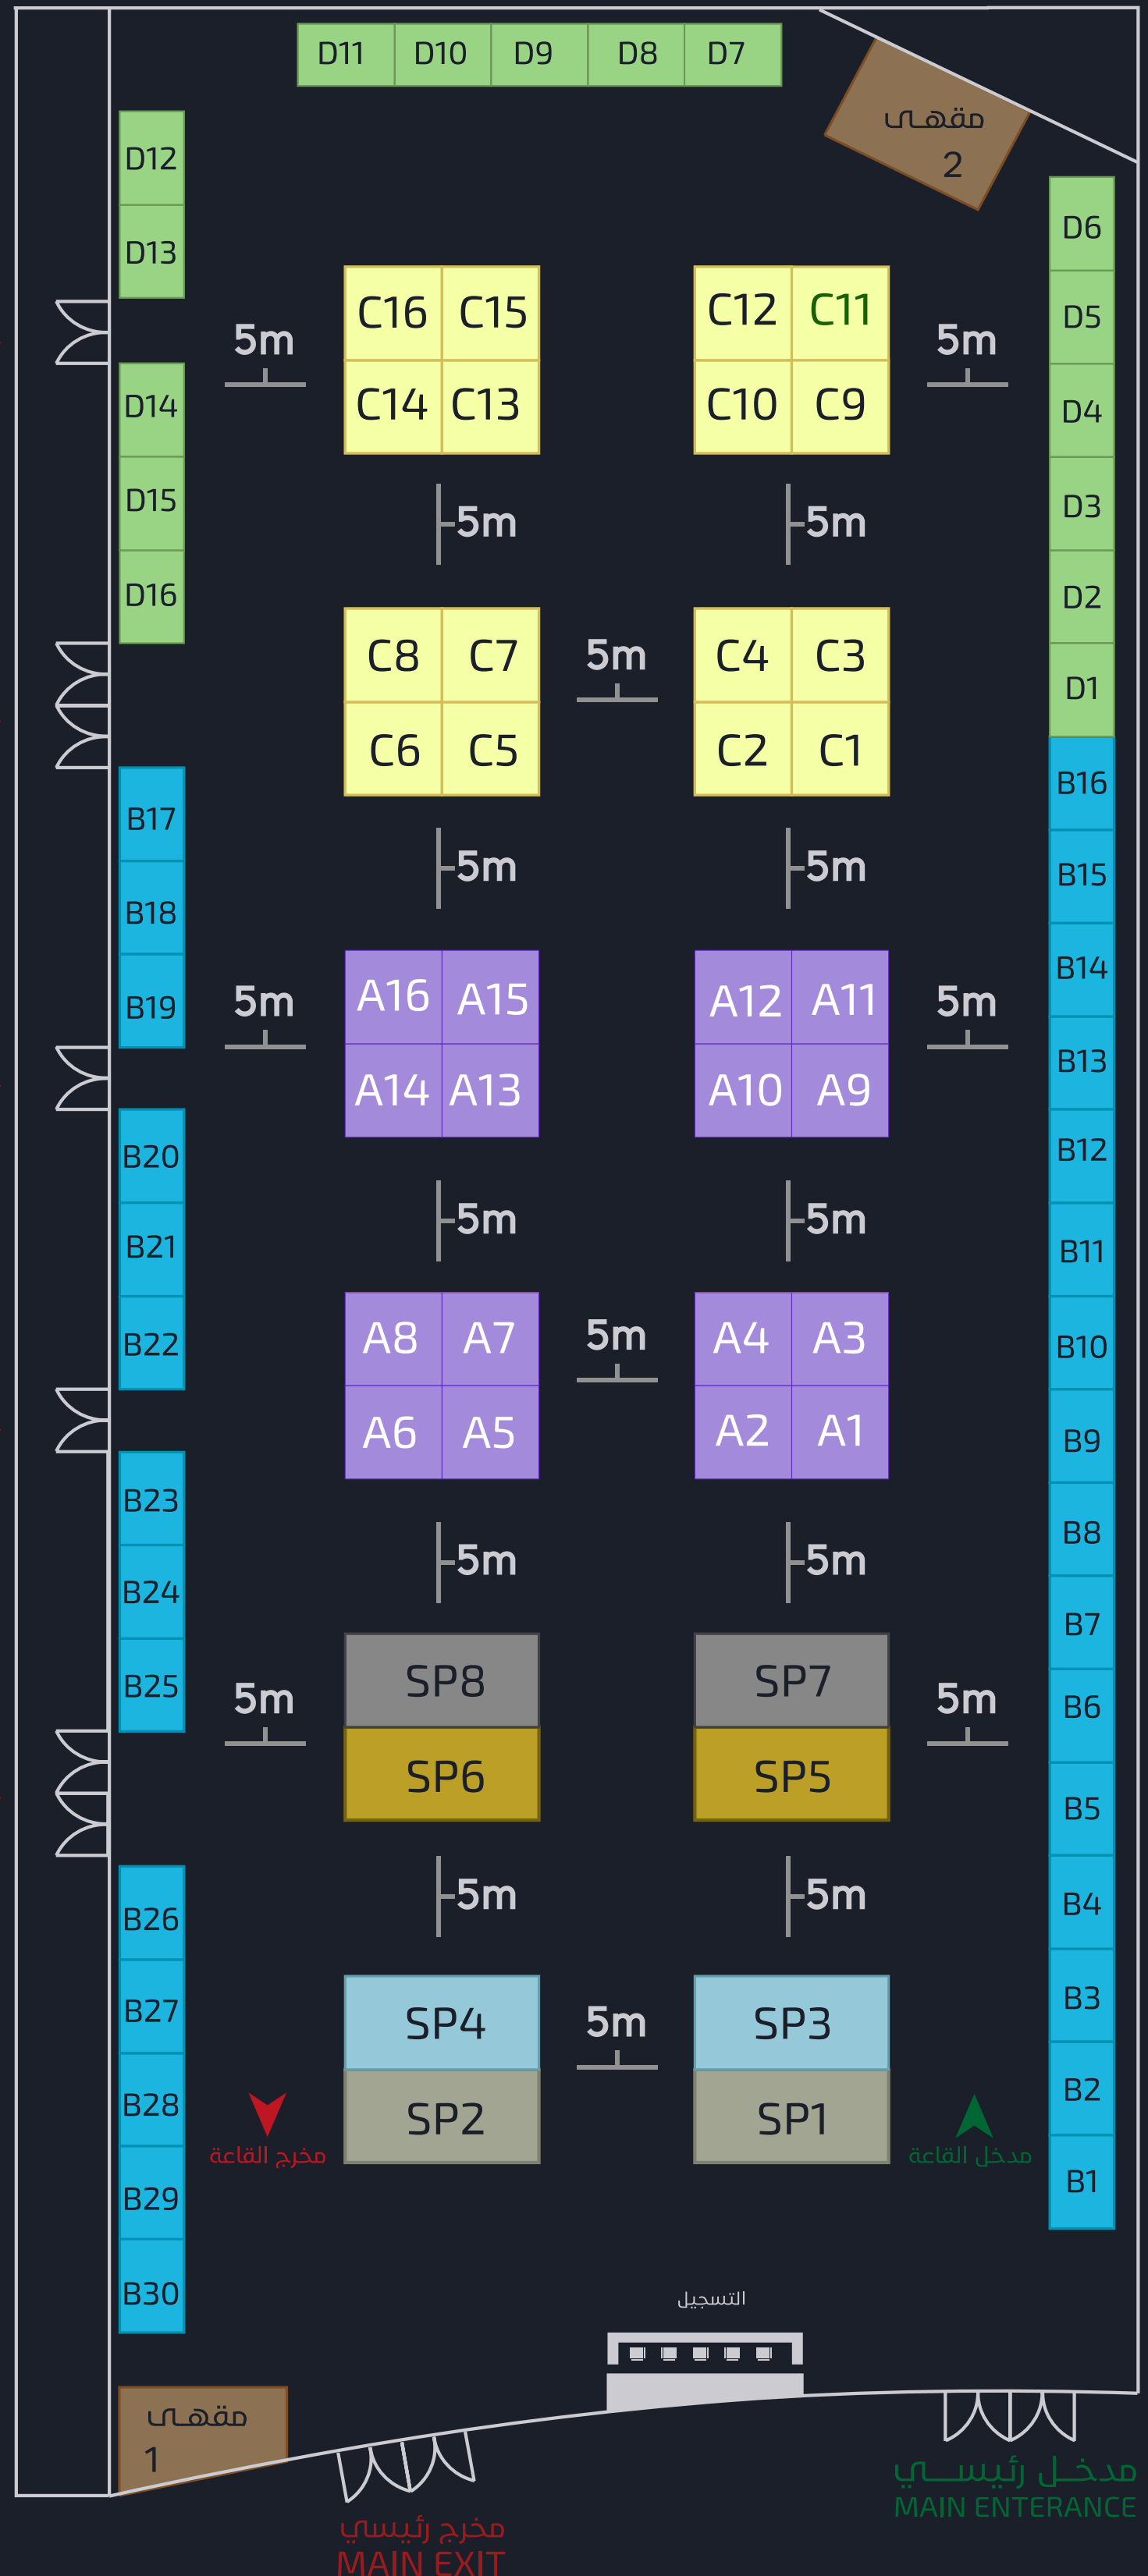 D11 D10 D9 D8 D7
مقهى
2
D12
D13
D14
D15
D16
D6
D5
D4
D3
D2
D1
C16 C15
C14 C13
C12 C11
C10 C9
5m
5m
5m
5m
C8 C7
C6 C5
5m
C4 C3
C2 C1
5m
5m
B17
B18
B19
B20
B21
B22
B23
B24
B25
B26
B27
B28
B29
B30
B16
B15
B14
B13
B12
B11
B10
B9
B8
B7
B6
B5
B4
B3
B2
B1
5m
A16 A15
A14 A13
A12 A11
A10 A9
5m
5m
5m
A8 A7
A6 A5
5m
A4 A3
A2 A1
5m
5m
5m
SP8
SP6
SP7
SP5
5m
5m
5m
SP4
SP2
5m
SP3
SP1
مخرج القاعة
مدخل القاعة
التسجيل
مقهى
1
مدخل رئيسي
MAIN ENTERANCE
مخرج رئيسي
MAIN EXIT